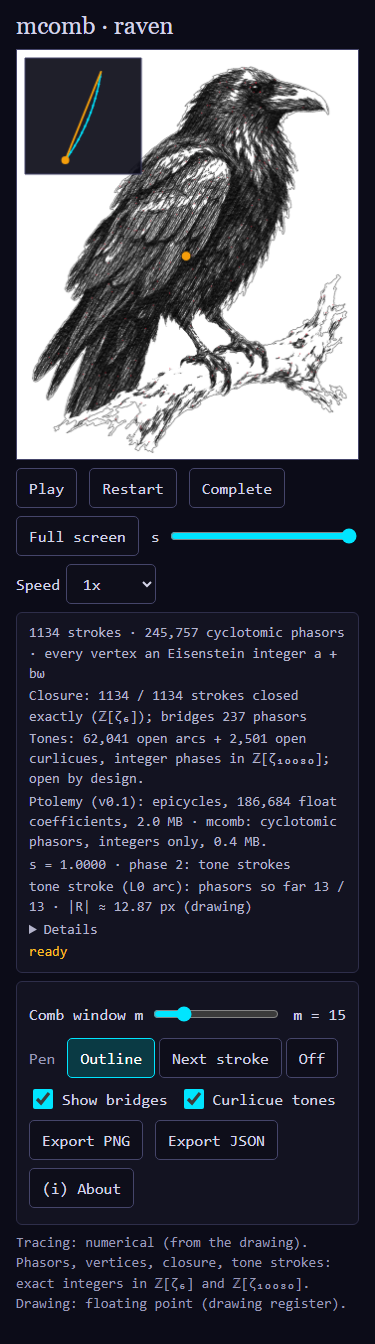 mcomb · raven
Play Restart Complete
Full screen s
Speed 1x
1134 strokes · 245,757 cyclotomic phasors
· every vertex an Eisenstein integer a +
bω
Closure: 1134 / 1134 strokes closed
exactly (ℤ[ζ₆]); bridges 237 phasors
Tones: 62,041 open arcs + 2,501 open
curlicues, integer phases in ℤ[ζ₁₀₀₈₀];
open by design.
Ptolemy (v0.1): epicycles, 186,684 float
coefficients, 2.0 MB · mcomb: cyclotomic
phasors, integers only, 0.4 MB.
s = 1.0000 · phase 2: tone strokes
tone stroke (L0 arc): phasors so far 13 /
13 · |R| ≈ 12.87 px (drawing)
▶ Details
ready
Comb window m m = 15
Pen Outline Next stroke Off
Show bridges Curlicue tones
Export PNG Export JSON
(i) About
Tracing: numerical (from the drawing).
Phasors, vertices, closure, tone strokes:
exact integers in ℤ[ζ₆] and ℤ[ζ₁₀₀₈₀].
Drawing: floating point (drawing register).